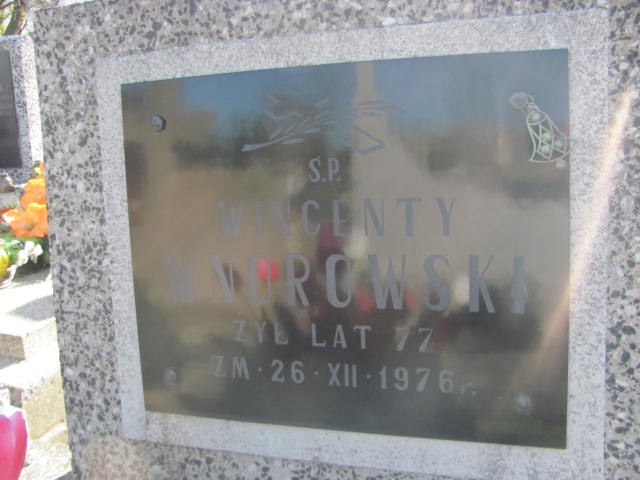 Ś.P.
WINCENTY
WNUROWSKI
ŻYŁ LAT 77
ZM · 26 · XII · 1976 r.